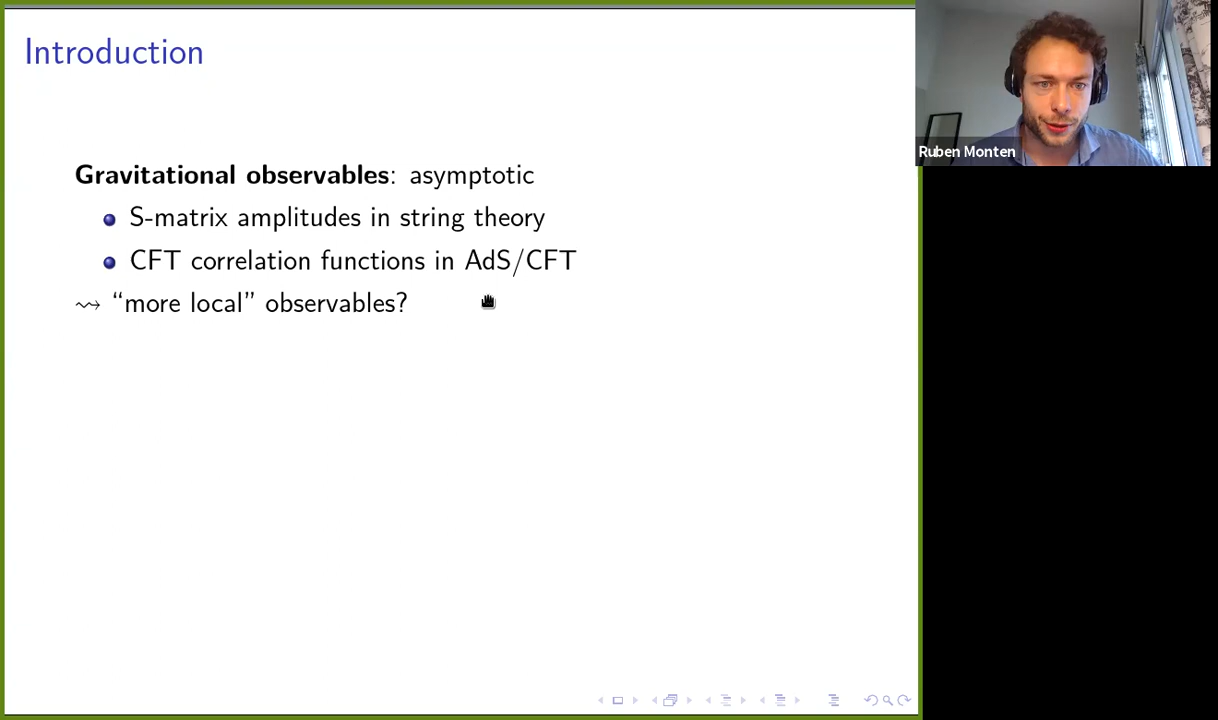 Introduction
Gravitational observables: asymptotic
S-matrix amplitudes in string theory
CFT correlation functions in AdS/CFT
⇝ “more local” observables?
Ruben Monten